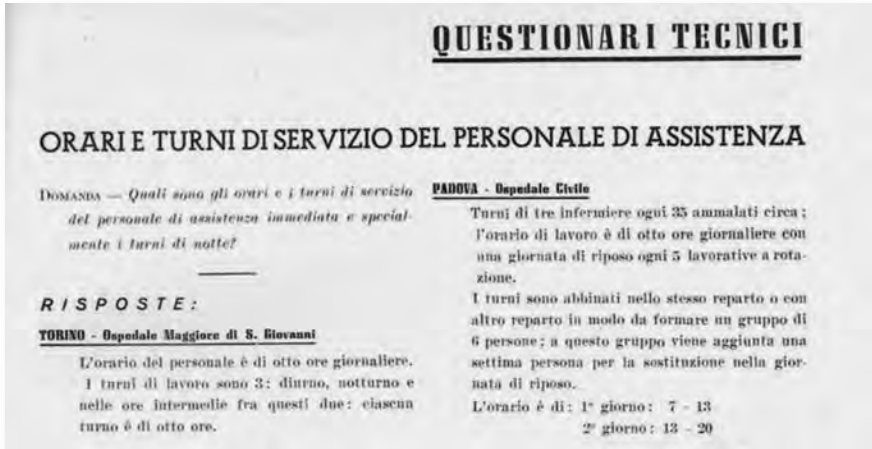 QUESTIONARI TECNICI
ORARI E TURNI DI SERVIZIO DEL PERSONALE DI ASSISTENZA
DOMANDA — Quali sono gli orari e i turni di servizio
del personale di assistenza immediata e special-
mente i turni di notte?
RISPOSTE:
TORINO - Ospedale Maggiore di S. Giovanni
L'orario del personale è di otto ore giornaliere.
I turni di lavoro sono 3: diurno, notturno e
nelle ore intermedie fra questi due: ciascun
turno è di otto ore.
PADOVA - Ospedale Civile
Turni di tre infermiere ogni 35 ammalati circa;
l'orario di lavoro è di otto ore giornaliere con
una giornata di riposo ogni 5 lavorative a rota-
zione.
I turni sono abbinati nello stesso reparto o con
altro reparto in modo da formare un gruppo di
6 persone; a questo gruppo viene aggiunta una
settima persona per la sostituzione nella gior-
nata di riposo.
L'orario è di: 1° giorno: 7 - 13
2° giorno: 13 - 20